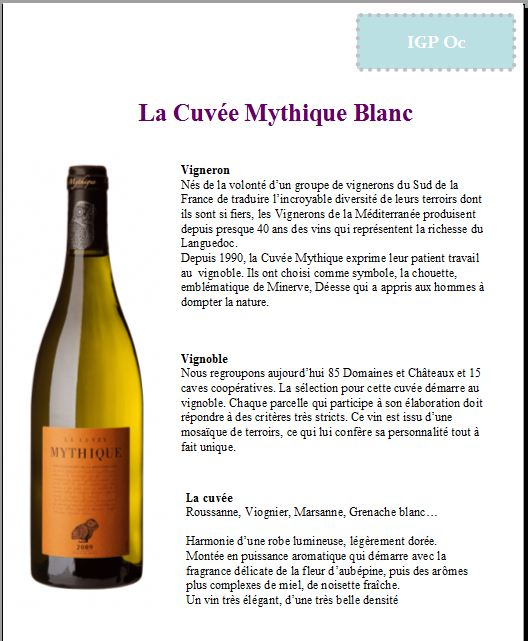 IGP Oc
La Cuvée Mythique Blanc
Vigneron
Nés de la volonté d'un groupe de vignerons du Sud de la
France de traduire l'incroyable diversité de leurs terroirs dont
ils sont si fiers, les Vignerons de la Méditerranée produisent
depuis presque 40 ans des vins qui représentent la richesse du
Languedoc.
Depuis 1990, la Cuvée Mythique exprime leur patient travail
au vignoble. Ils ont choisi comme symbole, la chouette,
emblématique de Minerve, Déesse qui a appris aux hommes à
dompter la nature.
Vignoble
Nous regroupons aujourd'hui 85 Domaines et Châteaux et 15
caves coopératives. La sélection pour cette cuvée démarre au
vignoble. Chaque parcelle qui participe à son élaboration doit
répondre à des critères très stricts. Ce vin est issu d'une
mosaïque de terroirs, ce qui lui confère sa personnalité tout à
fait unique.
La cuvée
Roussanne, Viognier, Marsanne, Grenache blanc…
Harmonie d'une robe lumineuse, légèrement dorée.
Montée en puissance aromatique qui démarre avec la
fragrance délicate de la fleur d'aubépine, puis des arômes
plus complexes de miel, de noisette fraîche.
Un vin très élégant, d'une très belle densité
Mythique
LA CUVÉE
MYTHIQUE
2009